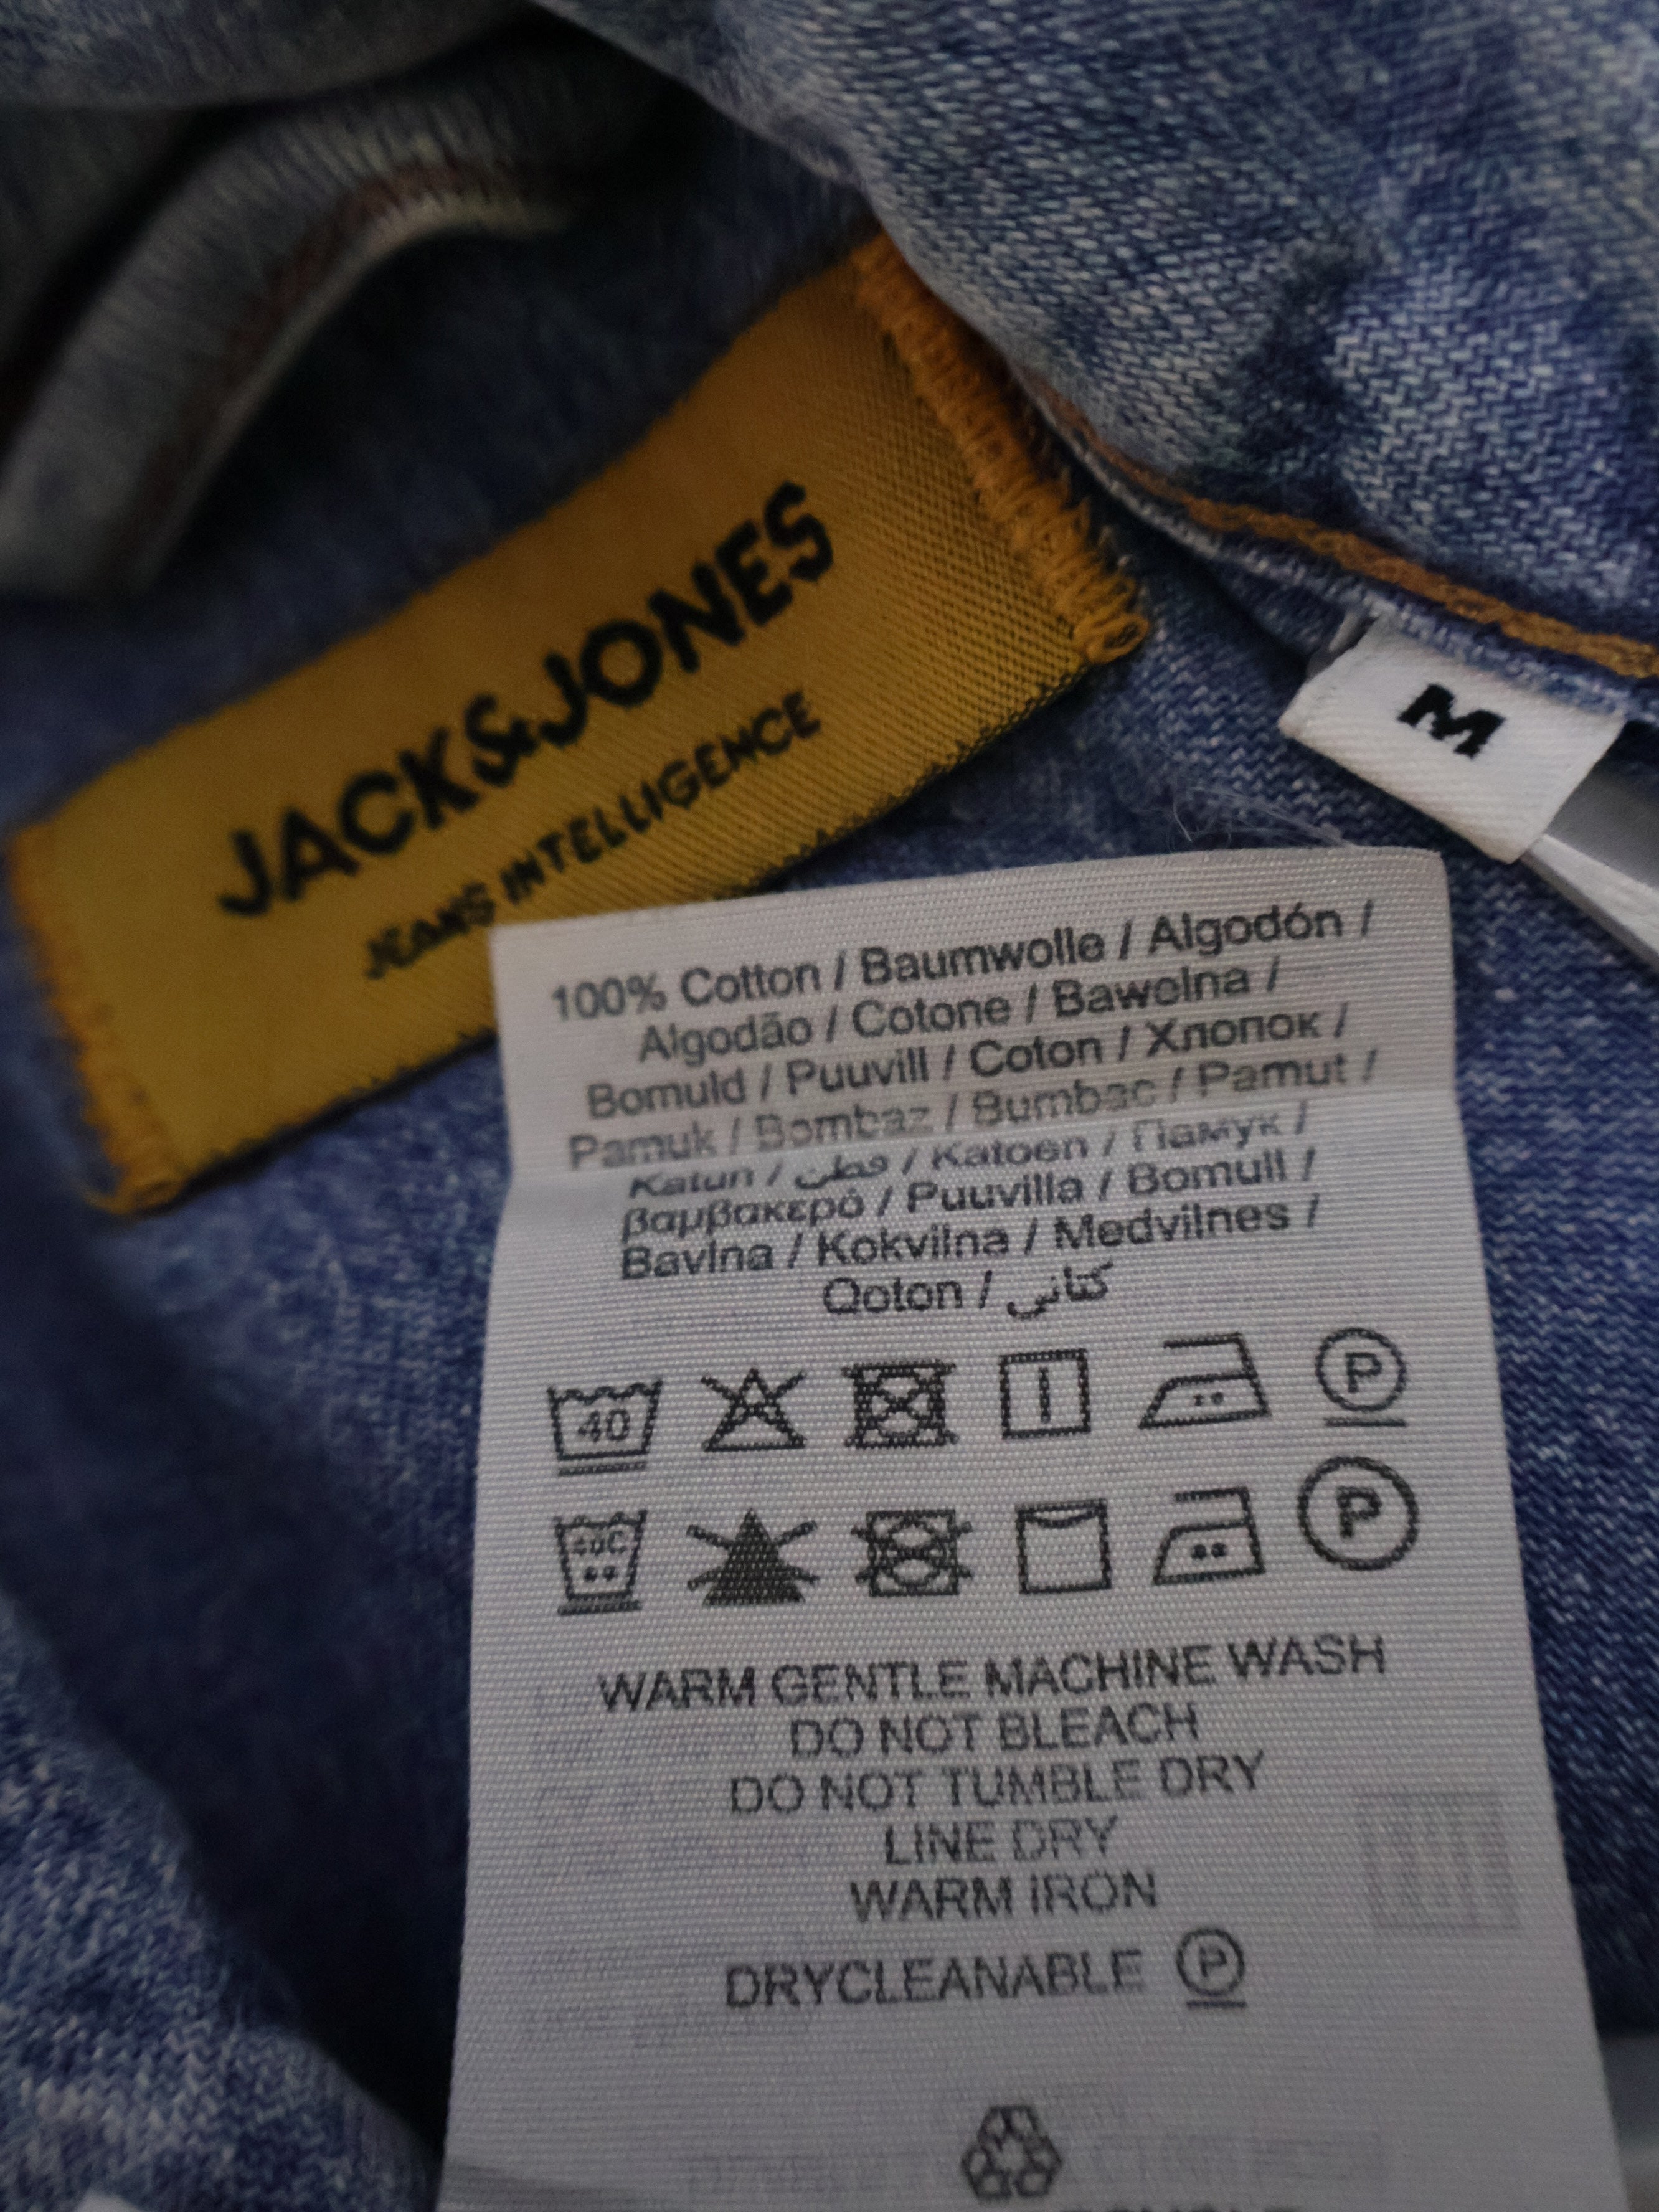 JACK&JONES
JEANS INTELLIGENCE
M
100% Cotton / Baumwolle / Algodón /
Algodão / Cotone / Bawelna /
Bomuld / Puuvill / Coton / Хлопок /
Pamuk / Bombaz / Bumbac / Pamut /
Katun / قطن / Katoen / Памук /
βαμβακερό / Puuvilla / Bomull /
Bavlna / Kokvilna / Medvilnes /
Qoton / كتاني
40
P
40C
P
WARM GENTLE MACHINE WASH
DO NOT BLEACH
DO NOT TUMBLE DRY
LINE DRY
WARM IRON
DRYCLEANABLE P